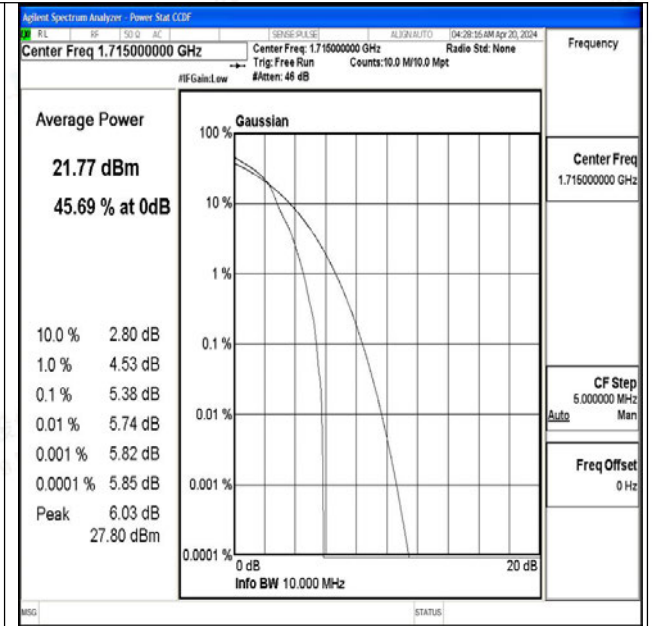 Agilent Spectrum Analyzer - Power Stat CCDF
RL RF 50 Ω AC SENSE:PULSE ALIGN AUTO 04:28:16 AM Apr 20, 2024
Center Freq 1.715000000 GHz
Center Freq: 1.715000000 GHz Radio Std: None
Trig: Free Run Counts:10.0 M/10.0 Mpt
#IFGain:Low #Atten: 46 dB
Frequency
Average Power
21.77 dBm
45.69 % at 0dB
10.0 % 2.80 dB
1.0 % 4.53 dB
0.1 % 5.38 dB
0.01 % 5.74 dB
0.001 % 5.82 dB
0.0001 % 5.85 dB
Peak 6.03 dB
27.80 dBm
Gaussian
100 %
10 %
1 %
0.1 %
0.01 %
0.001 %
0.0001 %
0 dB 20 dB
Info BW 10.000 MHz
Center Freq
1.715000000 GHz
CF Step
5.000000 MHz
Auto Man
Freq Offset
0 Hz
MSG STATUS